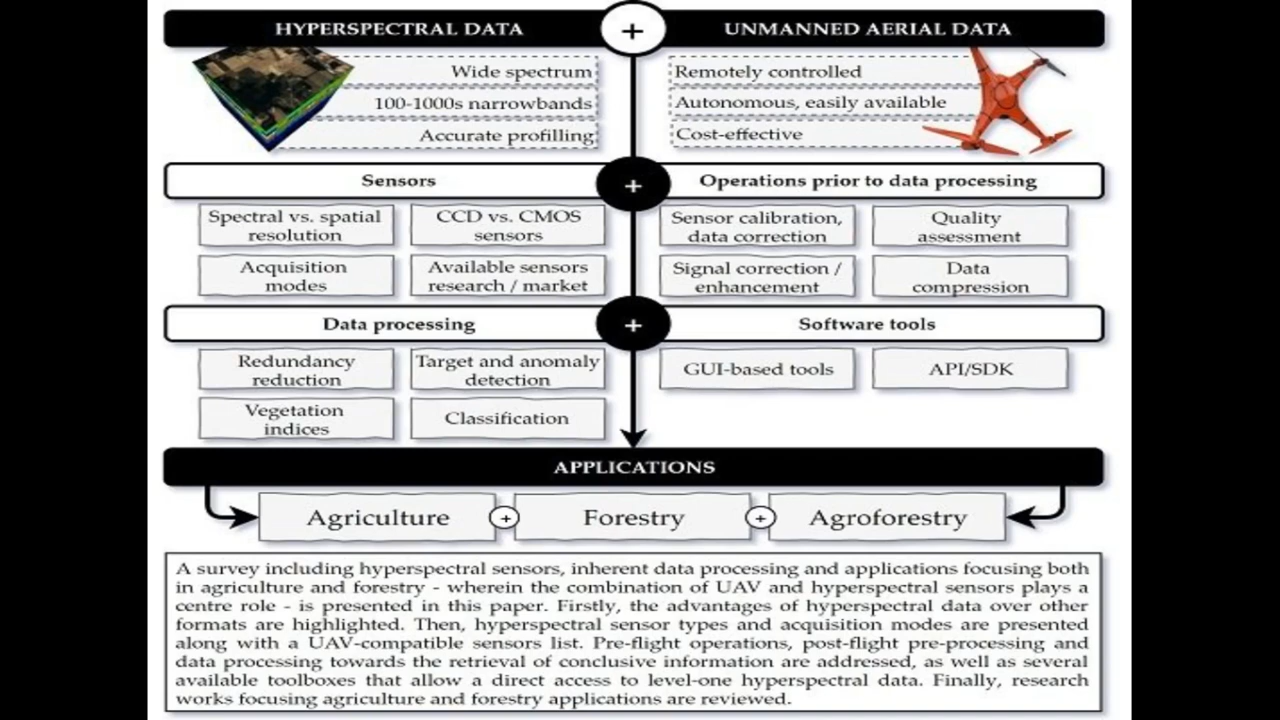 HYPERSPECTRAL DATA
+
UNMANNED AERIAL DATA
Wide spectrum
100-1000s narrowbands
Accurate profilling
Remotely controlled
Autonomous, easily available
Cost-effective
Sensors
+
Operations prior to data processing
Spectral vs. spatial
resolution
CCD vs. CMOS
sensors
Sensor calibration,
data correction
Quality
assessment
Acquisition
modes
Available sensors
research / market
Signal correction /
enhancement
Data
compression
Data processing
+
Software tools
Redundancy
reduction
Target and anomaly
detection
GUI-based tools
API/SDK
Vegetation
indices
Classification
APPLICATIONS
Agriculture
+
Forestry
+
Agroforestry
A survey including hyperspectral sensors, inherent data processing and applications focusing both
in agriculture and forestry - wherein the combination of UAV and hyperspectral sensors plays a
centre role - is presented in this paper. Firstly, the advantages of hyperspectral data over other
formats are highlighted. Then, hyperspectral sensor types and acquisition modes are presented
along with a UAV-compatible sensors list. Pre-flight operations, post-flight pre-processing and
data processing towards the retrieval of conclusive information are addressed, as well as several
available toolboxes that allow a direct access to level-one hyperspectral data. Finally, research
works focusing agriculture and forestry applications are reviewed.